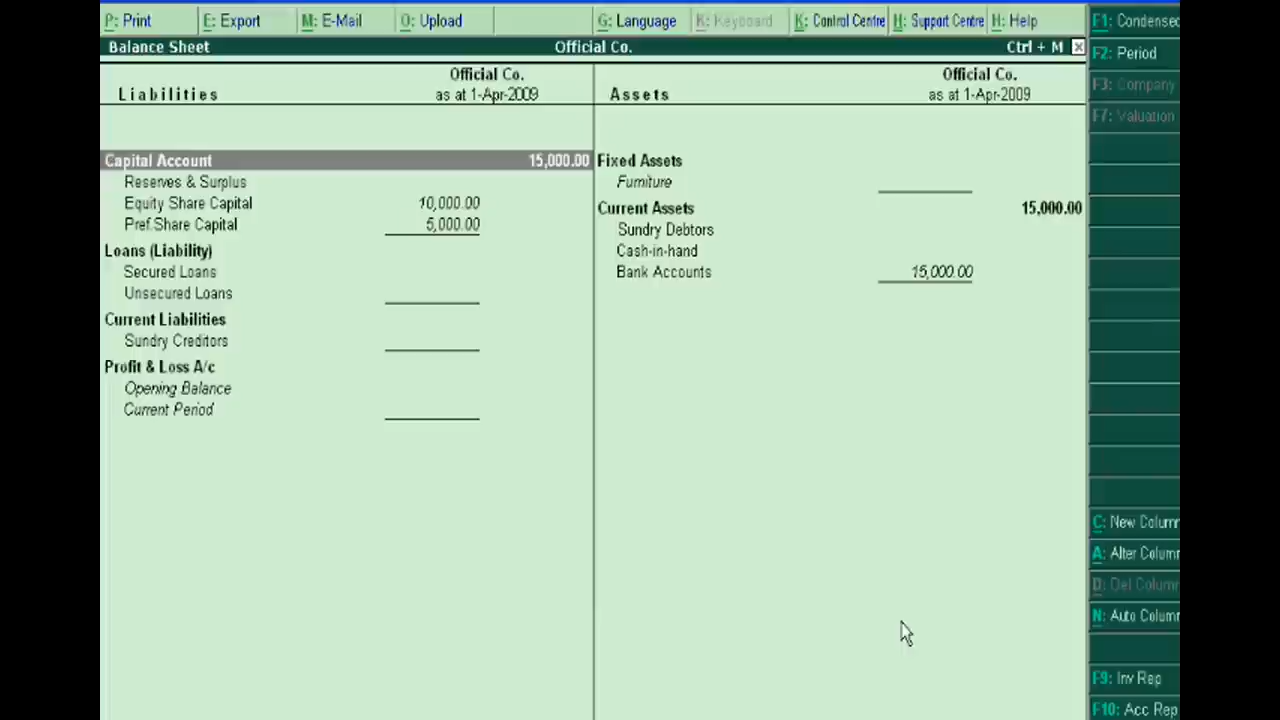 P: Print E: Export M: E-Mail O: Upload G: Language K: Keyboard K: Control Centre H: Support Centre H: Help
Balance Sheet Official Co. Ctrl + M
Liabilities
Official Co.
as at 1-Apr-2009
Capital Account 15,000.00
Reserves & Surplus
Equity Share Capital 10,000.00
Pref.Share Capital 5,000.00
Loans (Liability)
Secured Loans
Unsecured Loans
Current Liabilities
Sundry Creditors
Profit & Loss A/c
Opening Balance
Current Period
Assets
Official Co.
as at 1-Apr-2009
Fixed Assets
Furniture
Current Assets 15,000.00
Sundry Debtors
Cash-in-hand
Bank Accounts 15,000.00
F1: Condensed
F2: Period
F3: Company
F7: Valuation
C: New Colum
A: Alter Colum
D: Del Colum
N: Auto Colum
F9: Inv Rep
F10: Acc Rep